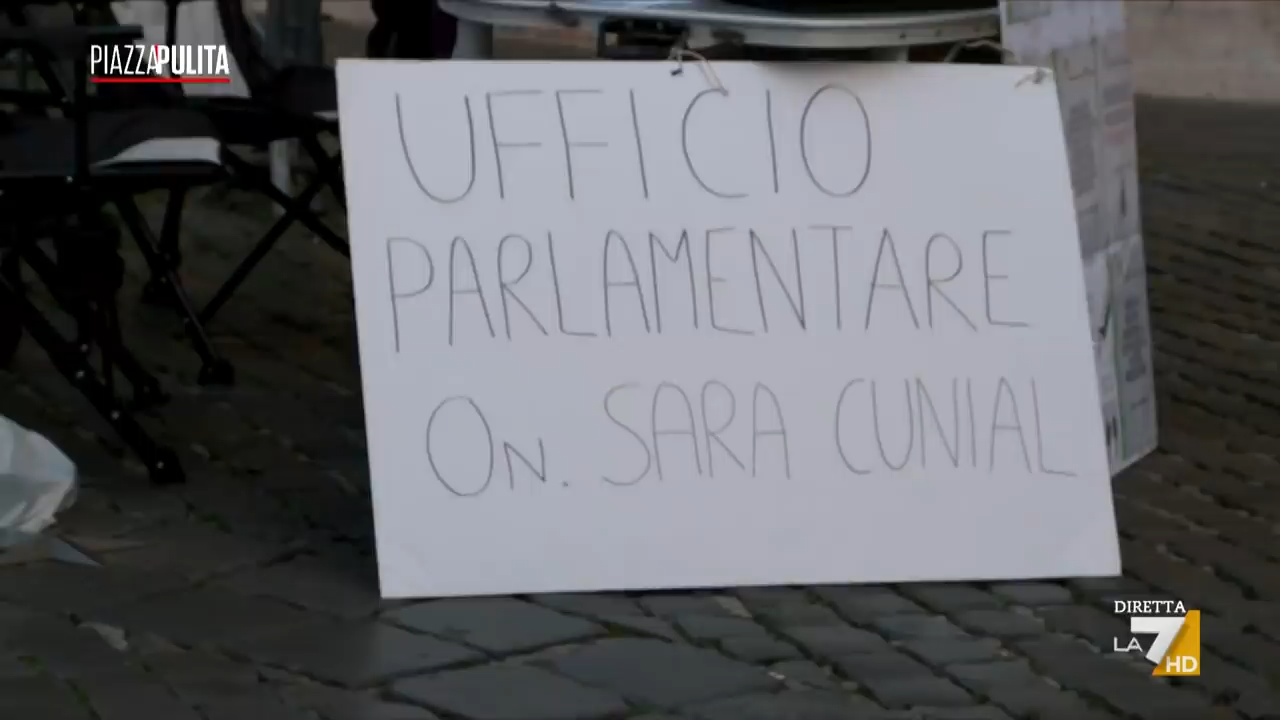 PIAZZAPULITA
UFFICIO
PARLAMENTARE
On. SARA CUNIAL
DIRETTA
LA7
HD